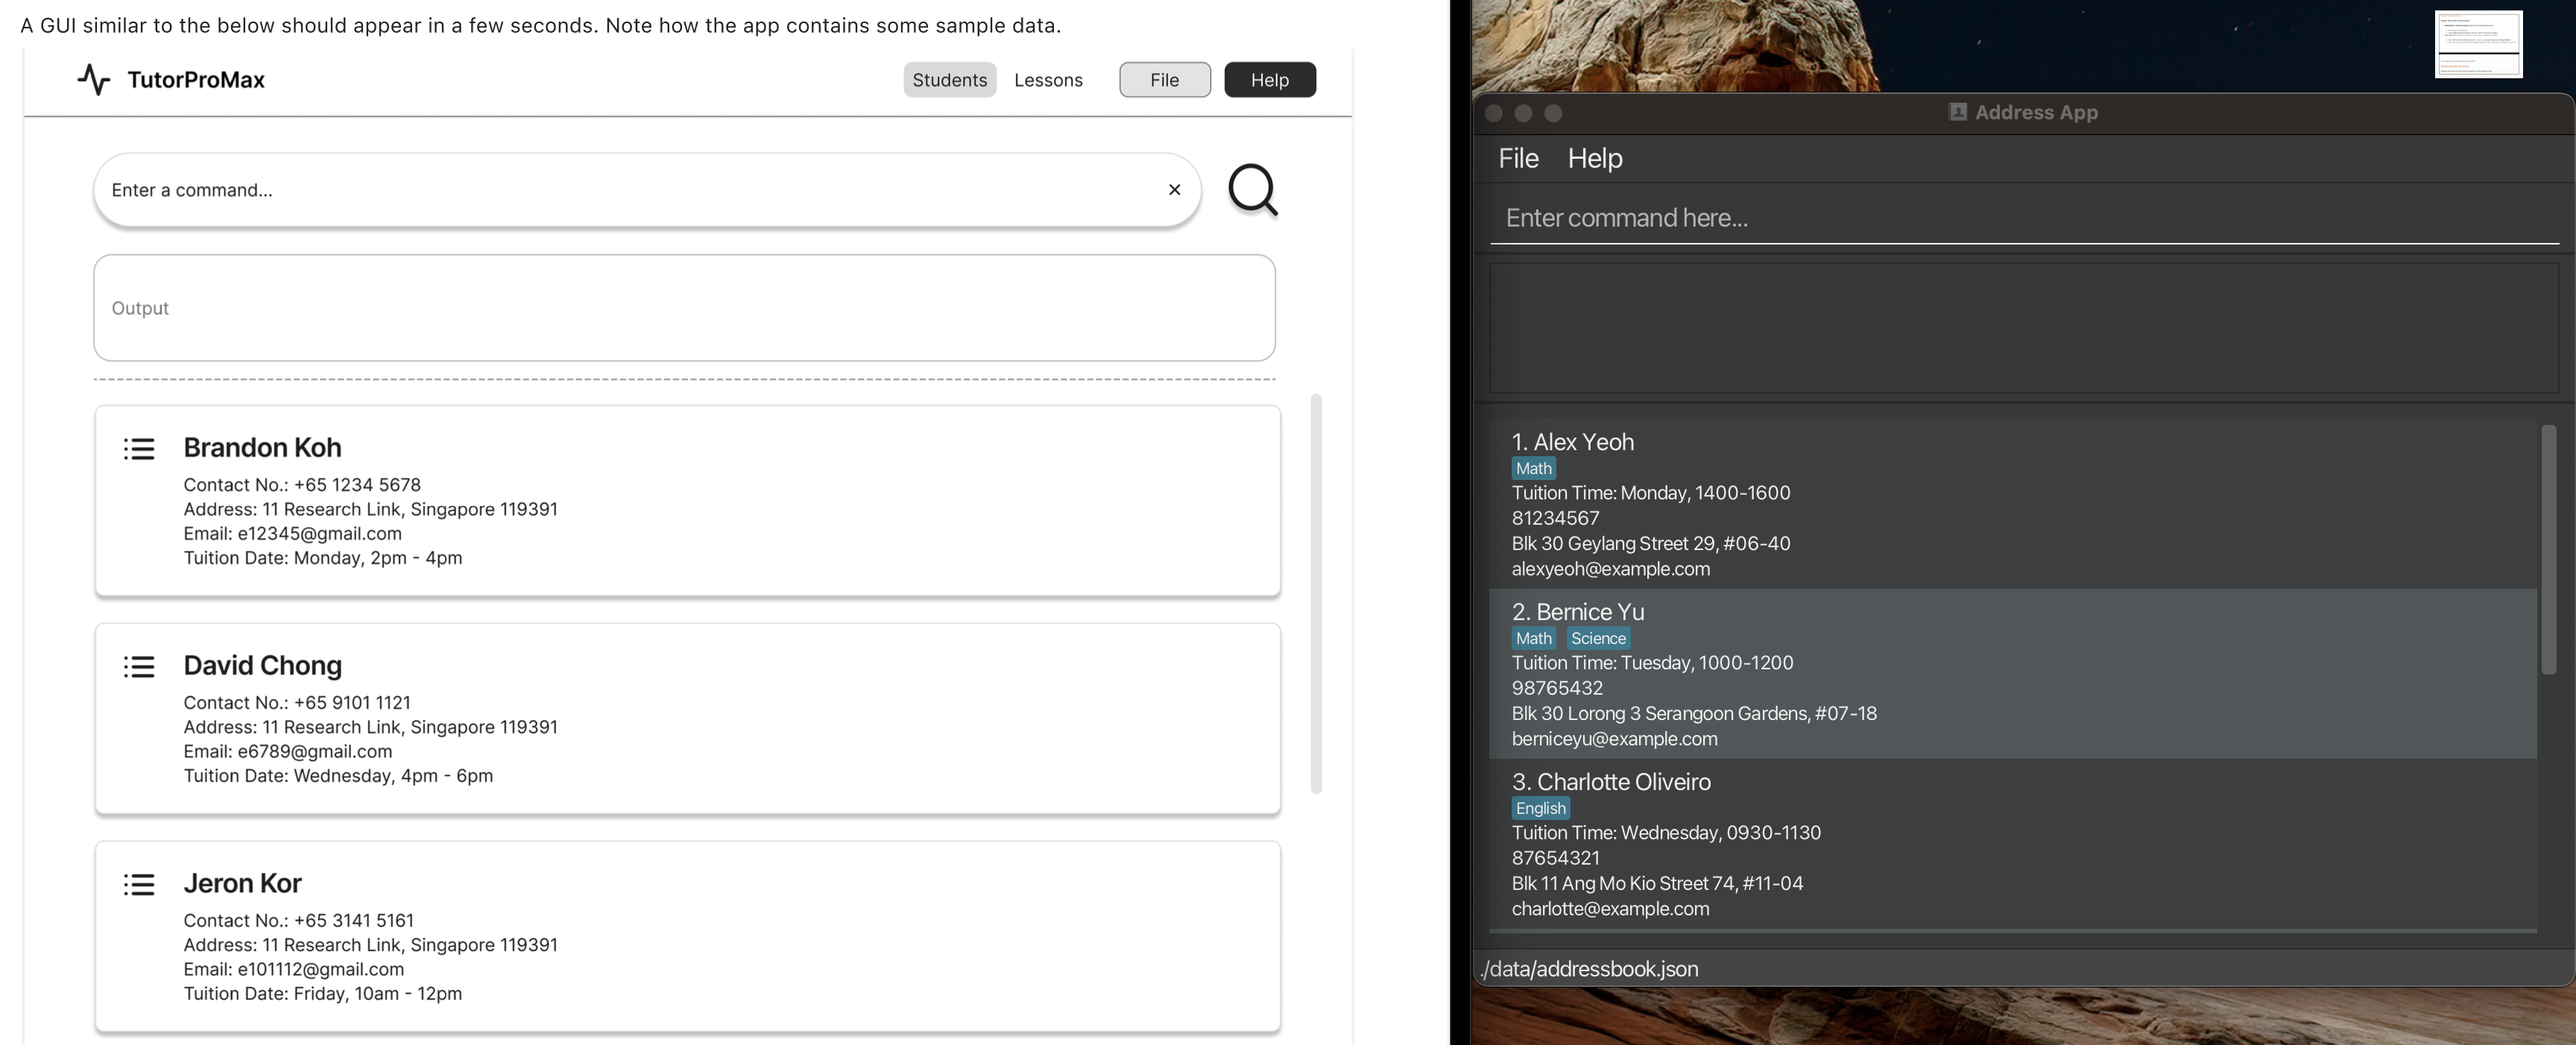 A GUI similar to the below should appear in a few seconds. Note how the app contains some sample data.
TutorProMax
Students Lessons File Help
Enter a command... ×
Output
Brandon Koh
Contact No.: +65 1234 5678
Address: 11 Research Link, Singapore 119391
Email: e12345@gmail.com
Tuition Date: Monday, 2pm - 4pm
David Chong
Contact No.: +65 9101 1121
Address: 11 Research Link, Singapore 119391
Email: e6789@gmail.com
Tuition Date: Wednesday, 4pm - 6pm
Jeron Kor
Contact No.: +65 3141 5161
Address: 11 Research Link, Singapore 119391
Email: e101112@gmail.com
Tuition Date: Friday, 10am - 12pm
Address App
File Help
Enter command here...
1. Alex Yeoh
Math
Tuition Time: Monday, 1400-1600
81234567
Blk 30 Geylang Street 29, #06-40
alexyeoh@example.com
2. Bernice Yu
Math Science
Tuition Time: Tuesday, 1000-1200
98765432
Blk 30 Lorong 3 Serangoon Gardens, #07-18
berniceyu@example.com
3. Charlotte Oliveiro
English
Tuition Time: Wednesday, 0930-1130
87654321
Blk 11 Ang Mo Kio Street 74, #11-04
charlotte@example.com
./data/addressbook.json